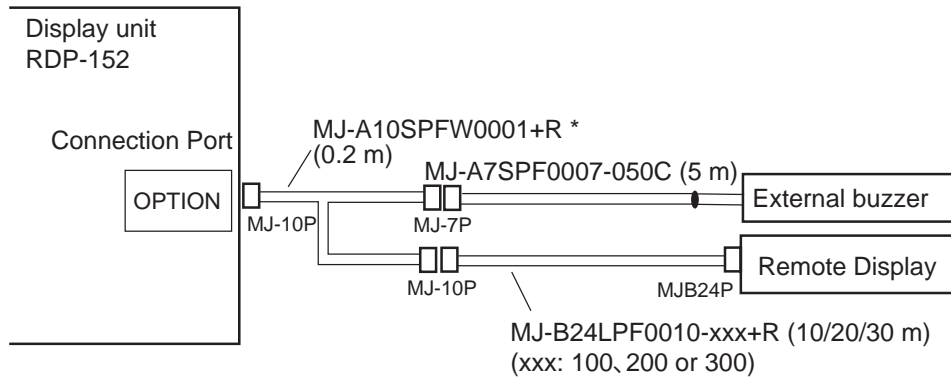 Display unit
RDP-152
Connection Port
OPTION
MJ-10P
MJ-A10SPFW0001+R *
(0.2 m)
MJ-A7SPF0007-050C (5 m)
MJ-7P
External buzzer
MJ-10P
MJB24P
Remote Display
MJ-B24LPF0010-xxx+R (10/20/30 m)
(xxx: 100、200 or 300)